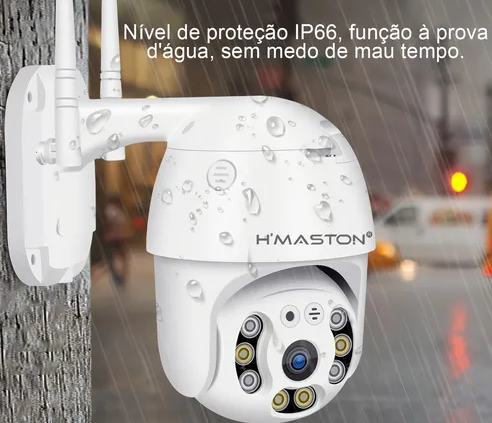 Nível de proteção IP66, função à prova
d'água, sem medo de mau tempo.
H'MASTON